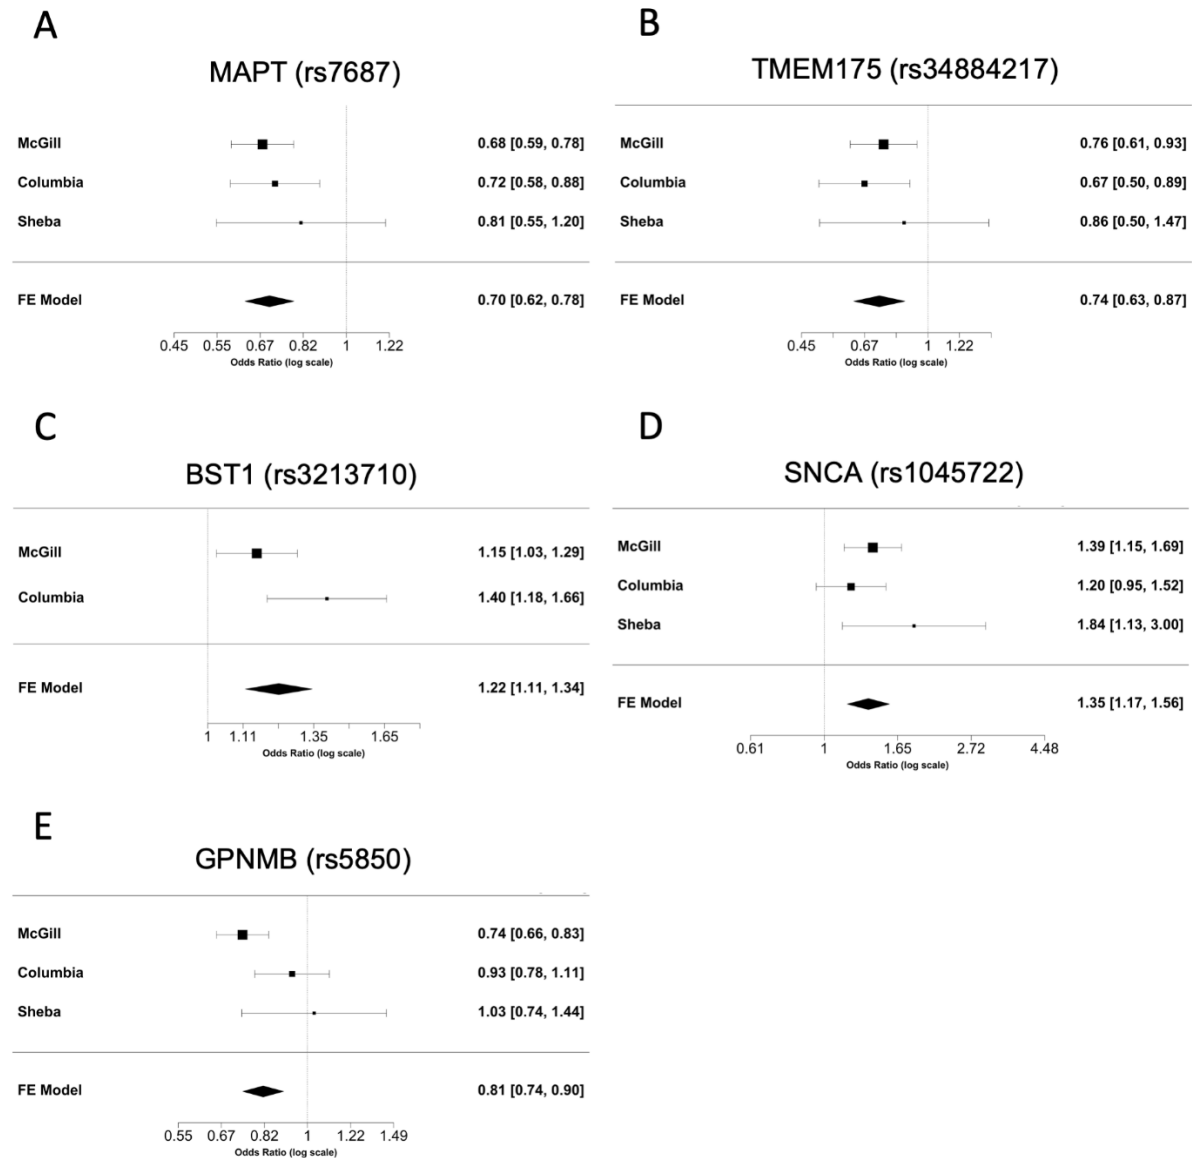 A
MAPT (rs7687)
McGill 0.68 [0.59, 0.78]
Columbia 0.72 [0.58, 0.88]
Sheba 0.81 [0.55, 1.20]
FE Model 0.70 [0.62, 0.78]
0.45 0.55 0.67 0.82 1 1.22
Odds Ratio (log scale)
B
TMEM175 (rs34884217)
McGill 0.76 [0.61, 0.93]
Columbia 0.67 [0.50, 0.89]
Sheba 0.86 [0.50, 1.47]
FE Model 0.74 [0.63, 0.87]
0.45 0.67 1 1.22
Odds Ratio (log scale)
C
BST1 (rs3213710)
McGill 1.15 [1.03, 1.29]
Columbia 1.40 [1.18, 1.66]
FE Model 1.22 [1.11, 1.34]
1 1.11 1.35 1.65
Odds Ratio (log scale)
D
SNCA (rs1045722)
McGill 1.39 [1.15, 1.69]
Columbia 1.20 [0.95, 1.52]
Sheba 1.84 [1.13, 3.00]
FE Model 1.35 [1.17, 1.56]
0.61 1 1.65 2.72 4.48
Odds Ratio (log scale)
E
GPNMB (rs5850)
McGill 0.74 [0.66, 0.83]
Columbia 0.93 [0.78, 1.11]
Sheba 1.03 [0.74, 1.44]
FE Model 0.81 [0.74, 0.90]
0.55 0.67 0.82 1 1.22 1.49
Odds Ratio (log scale)